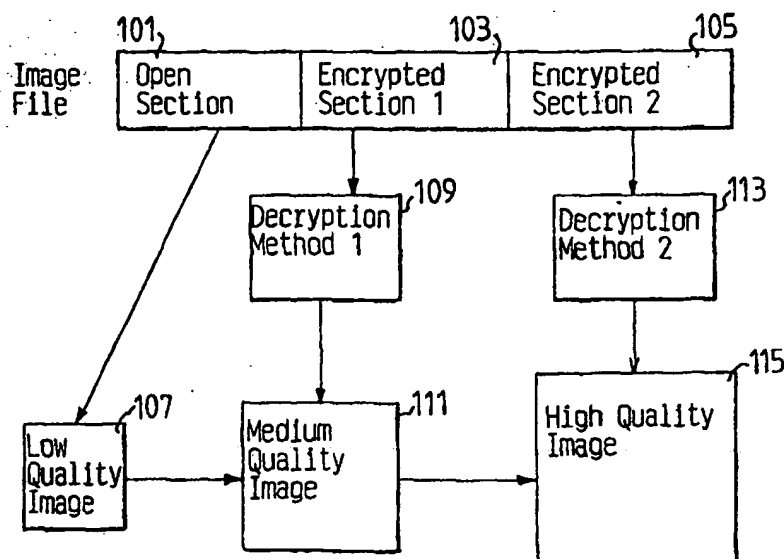 101
103
105
Image
File
Open
Section
Encrypted
Section 1
Encrypted
Section 2
109
113
Decryption
Method 1
Decryption
Method 2
107
111
115
Low
Quality
Image
Medium
Quality
Image
High Quality
Image